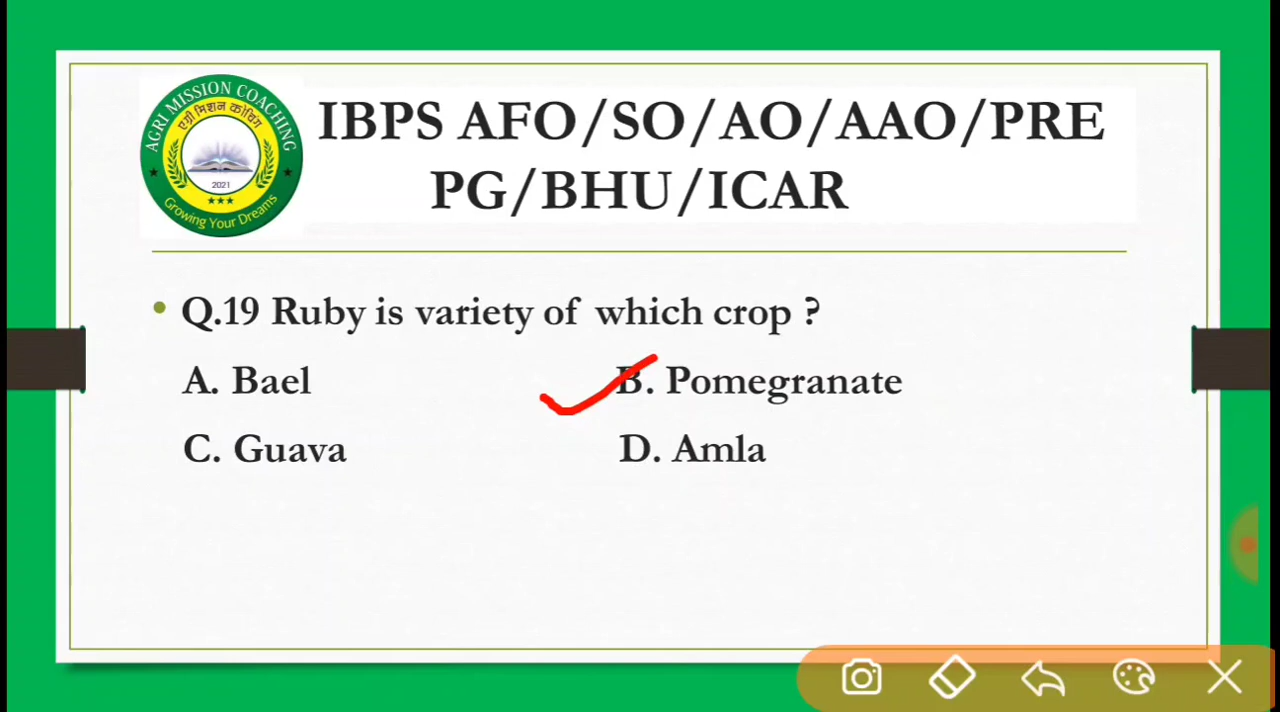 AGRI MISSION COACHING
एग्री मिशन कोचिंग
2021
Growing Your Dreams
IBPS AFO/SO/AO/AAO/PRE
PG/BHU/ICAR
• Q.19 Ruby is variety of which crop ?
A. Bael B. Pomegranate
C. Guava D. Amla